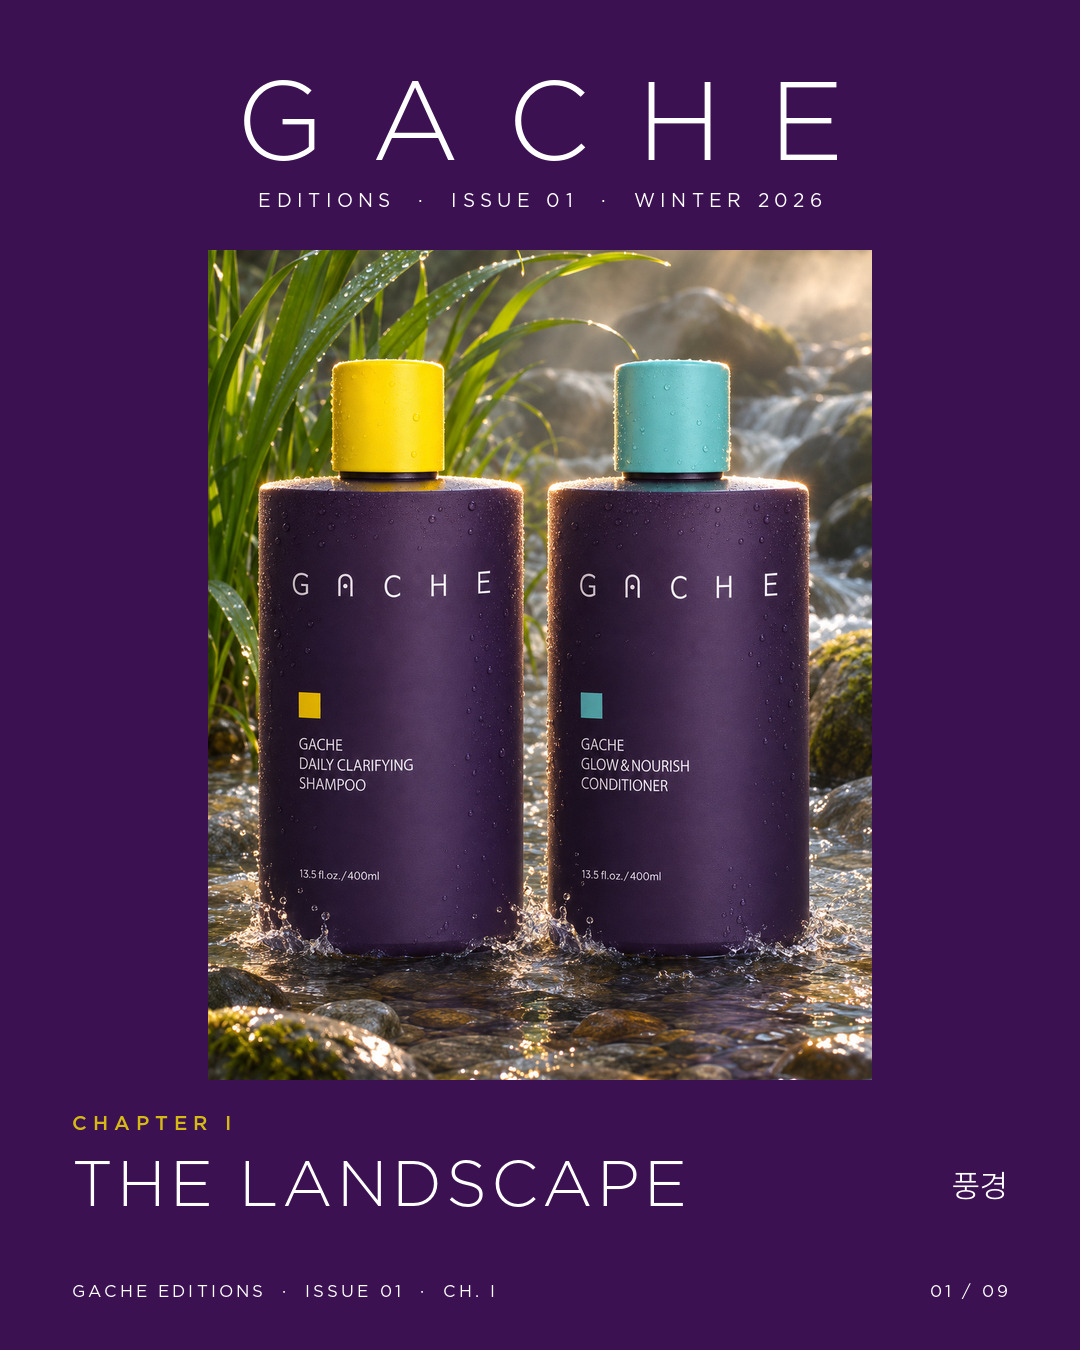 GACHE
EDITIONS · ISSUE 01 · WINTER 2026
GACHE
GACHE
DAILY CLARIFYING
SHAMPOO
13.5 fl.oz./400ml
GACHE
GACHE
GLOW & NOURISH
CONDITIONER
13.5 fl.oz./400ml
CHAPTER I
THE LANDSCAPE
풍경
GACHE EDITIONS · ISSUE 01 · CH. I
01 / 09